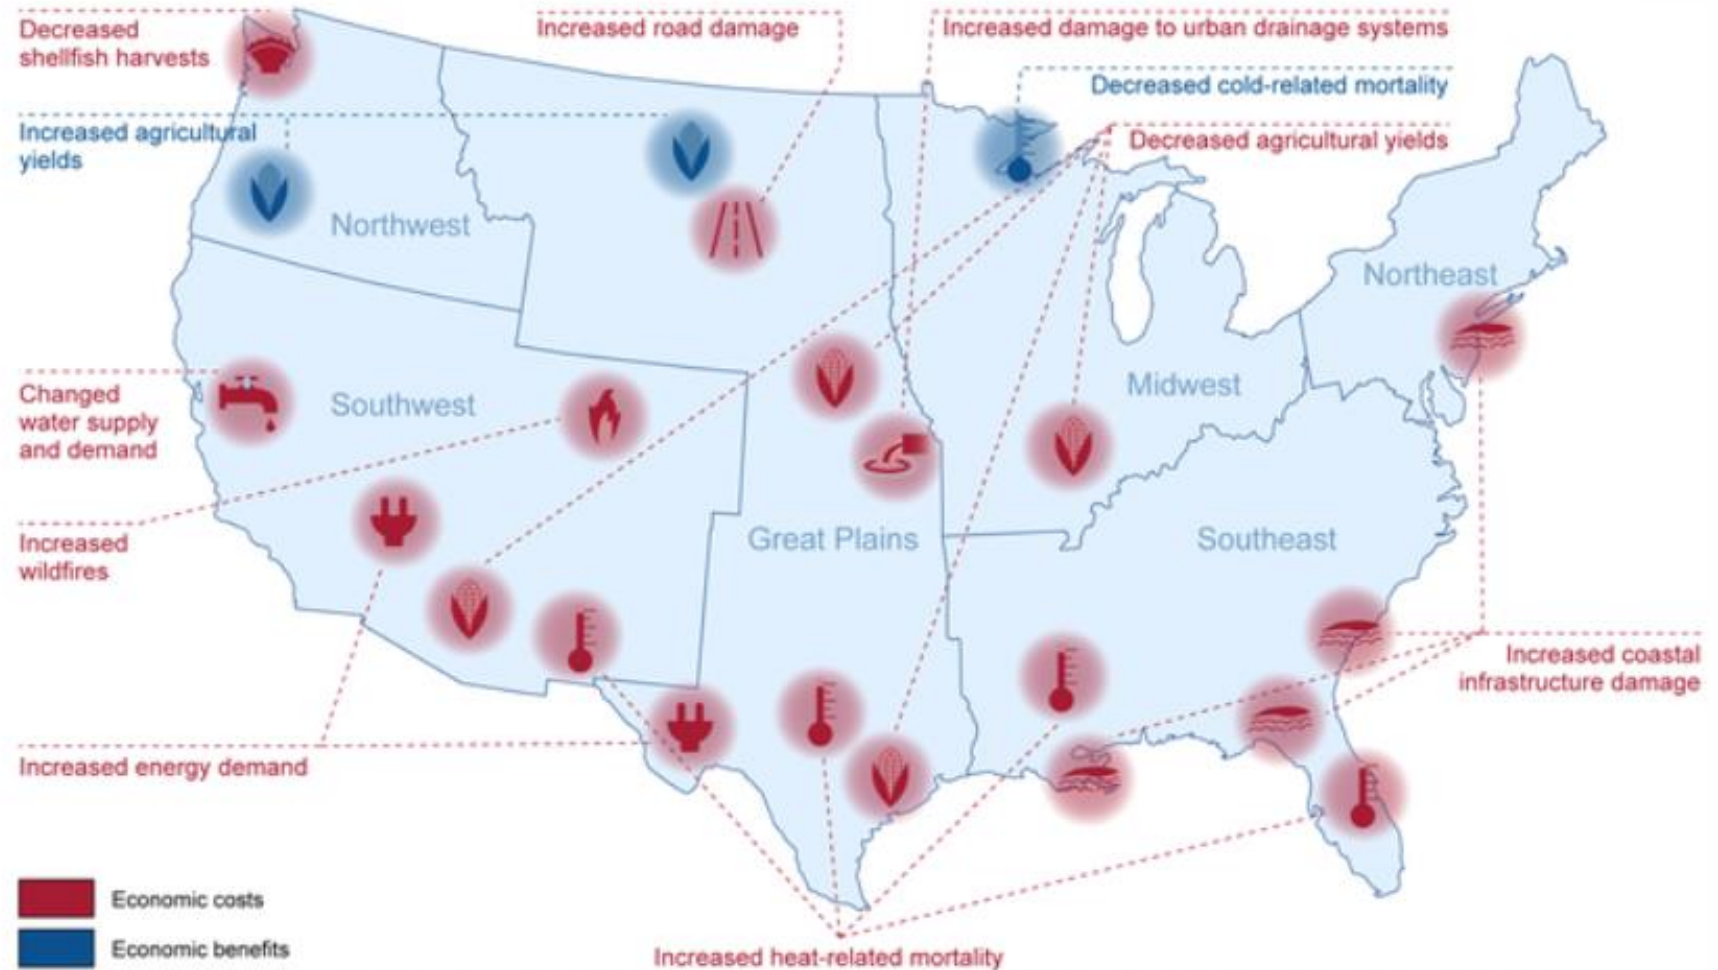 Decreased
shellfish harvests
Increased road damage
Increased damage to urban drainage systems
Decreased cold-related mortality
Increased agricultural
yields
Decreased agricultural yields
Northwest
Northeast
Changed
water supply
and demand
Southwest
Midwest
Increased
wildfires
Great Plains
Southeast
Increased coastal
infrastructure damage
Increased energy demand
Economic costs
Economic benefits
Increased heat-related mortality